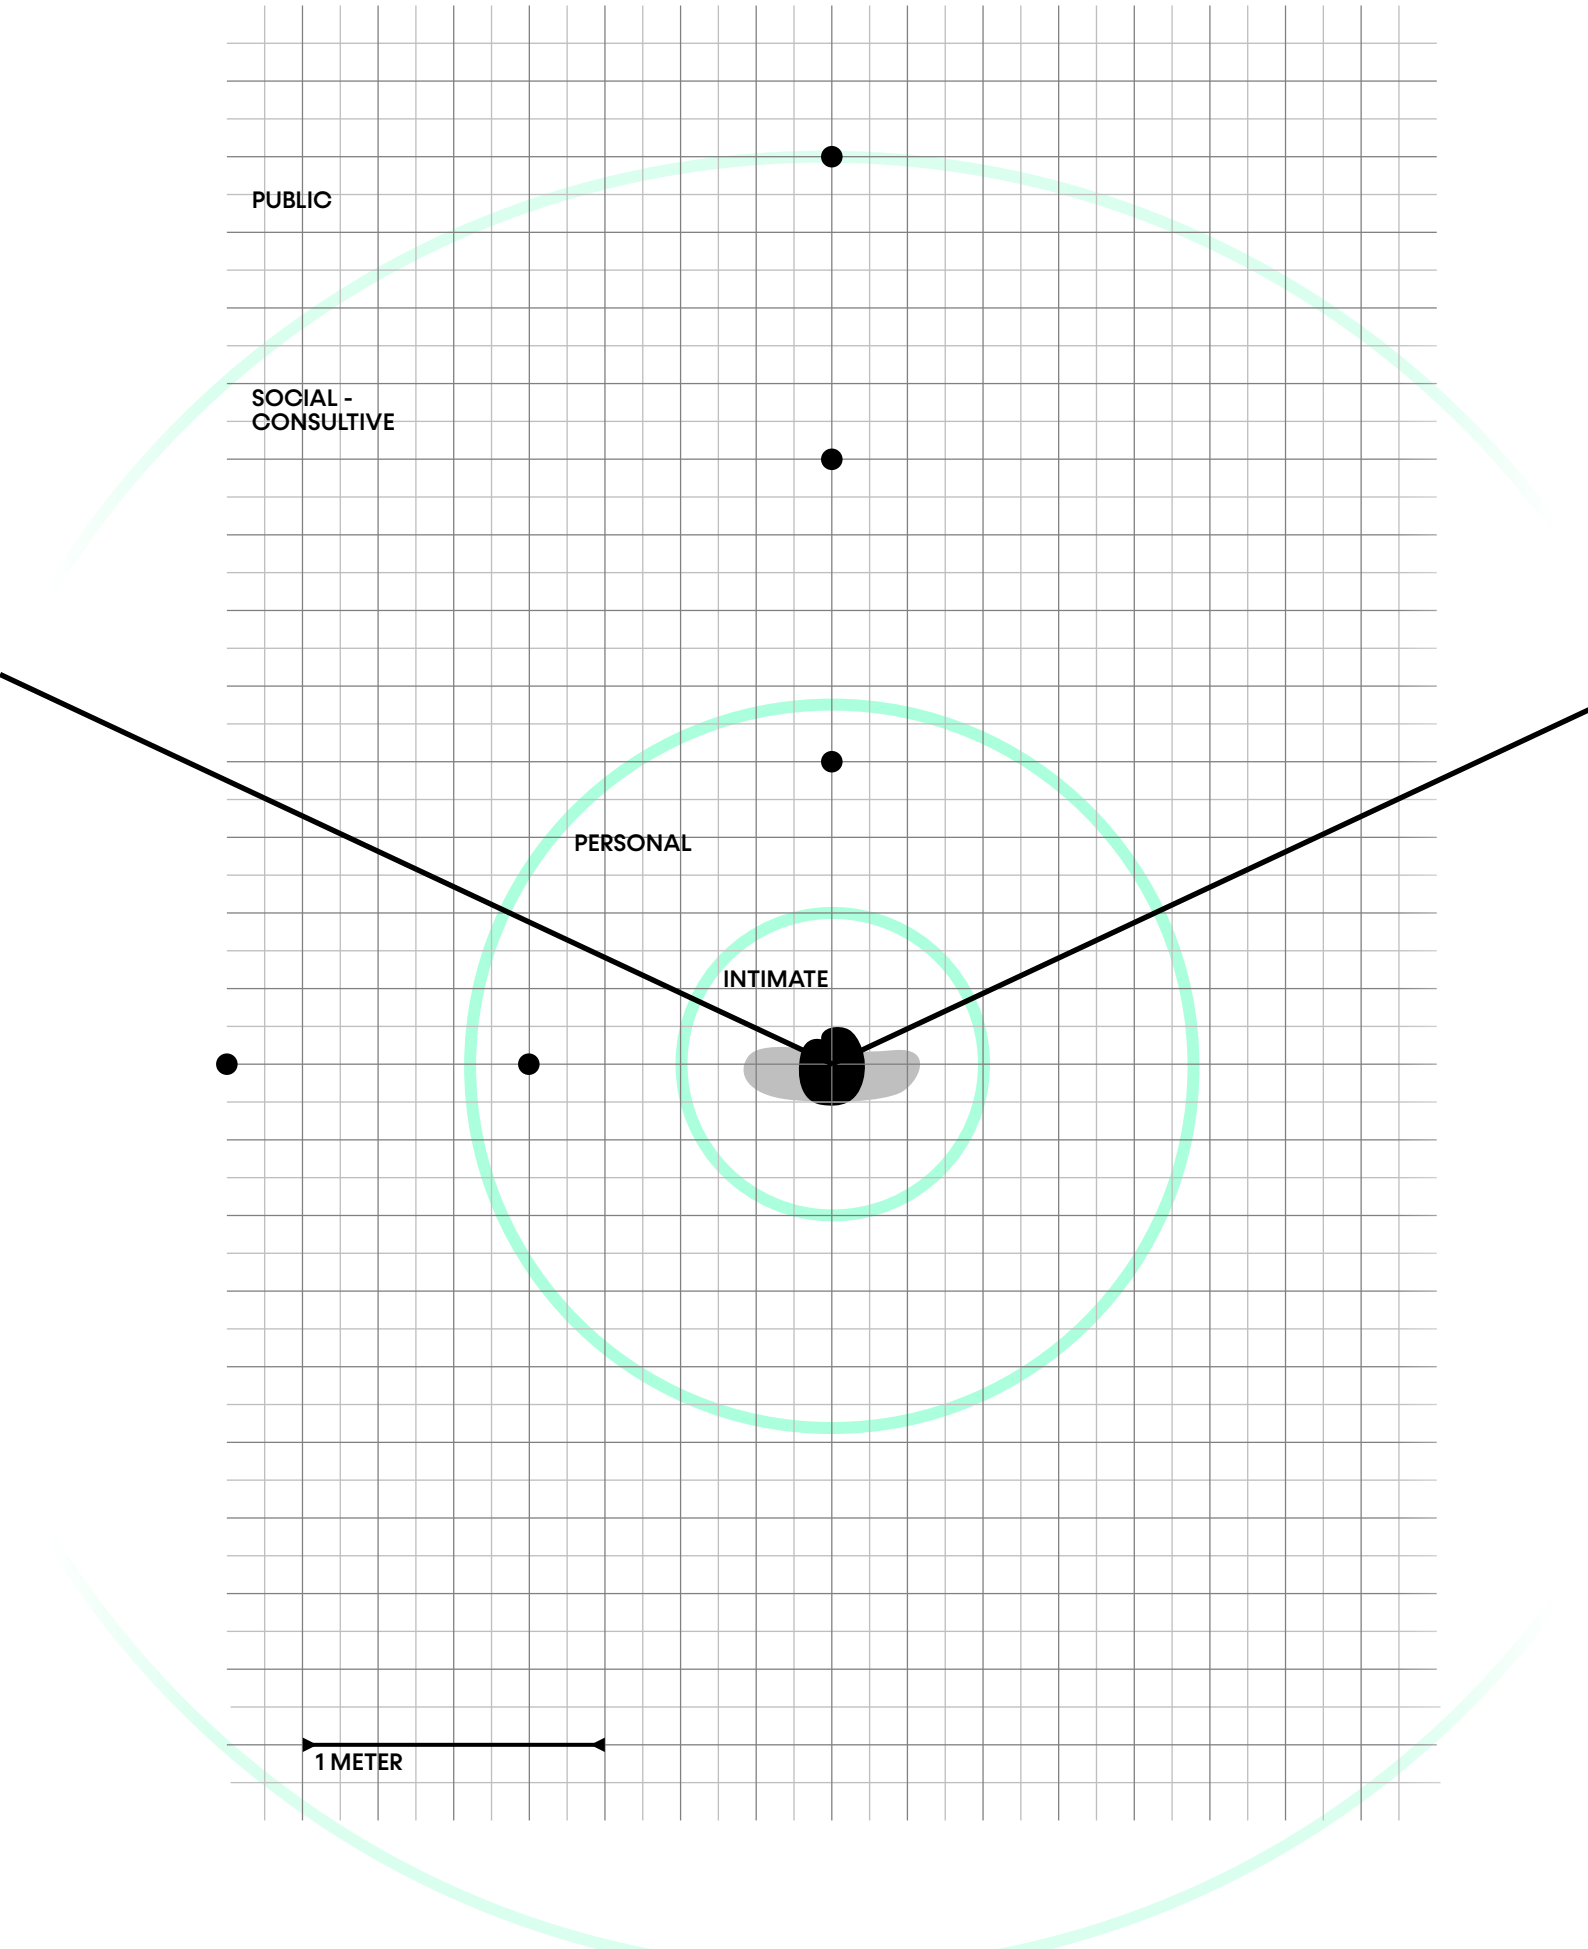 PUBLIC
SOCIAL -
CONSULTIVE
PERSONAL
INTIMATE
1 METER